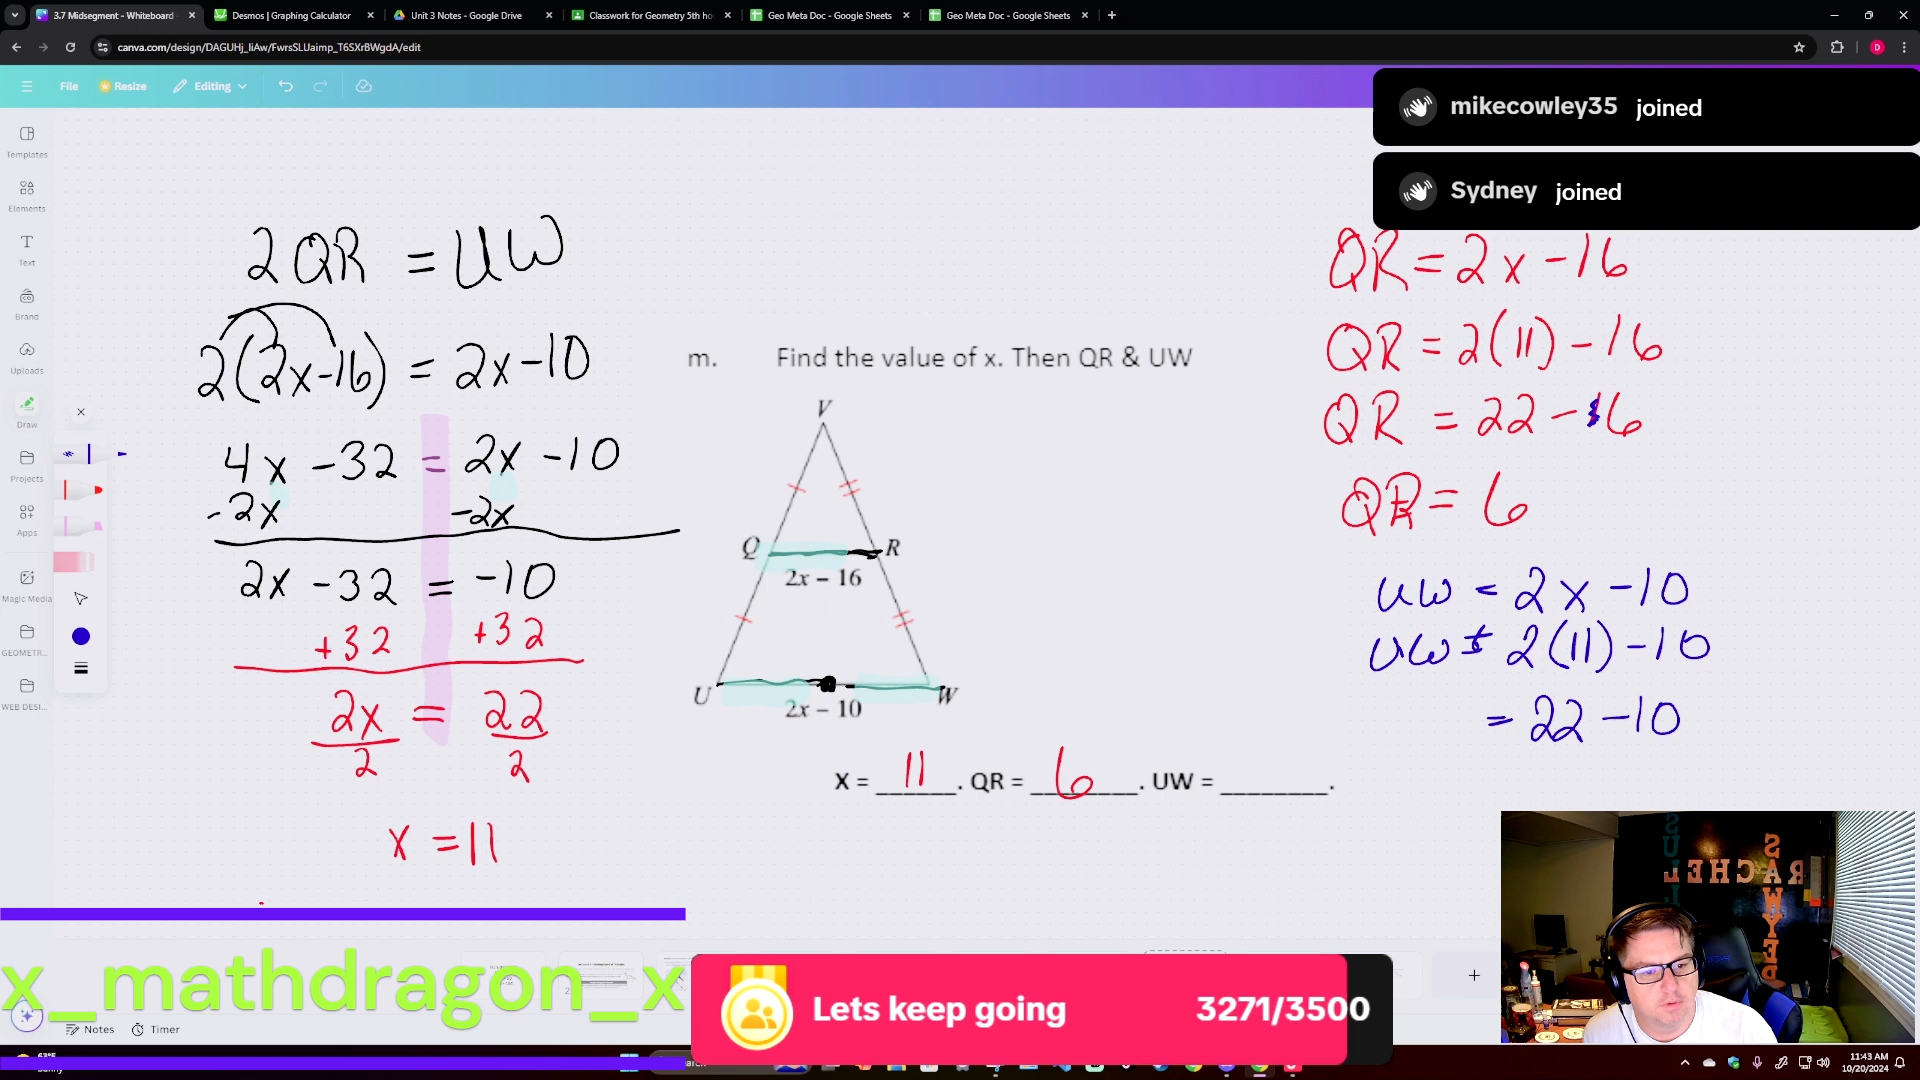 3.7 Midsegment - Whiteboard
Desmos | Graphing Calculator
Unit 3 Notes - Google Drive
Classwork for Geometry 5th ho
Geo Meta Doc - Google Sheets
Geo Meta Doc - Google Sheets
canva.com/design/DAGUHj_IiAw/FwrsSLUaimp_T6SXrBWgdA/edit
D
File
Resize
Editing
mikecowley35 joined
Sydney joined
Templates
Elements
Text
Brand
Uploads
Draw
Projects
Apps
Magic Media
GEOMETR...
WEB DESI...
2QR = UW
2(2x-16) = 2x-10
4x -32 = 2x -10
-2x -2x
2x -32 = -10
+32 +32
2x = 22
2 2
x = 11
m. Find the value of x. Then QR & UW
V
Q R
2x – 16
U W
2x – 10
X = 11. QR = 6. UW = ________.
QR = 2x -16
QR = 2(11) -16
QR = 22 -16
QR = 6
UW = 2x -10
UW = 2(11) -10
= 22 -10
RACHEL
SAWYER
x_mathdragon_x
Lets keep going 3271/3500
Notes
Timer
63°F
Sunny
11:43 AM
10/20/2024